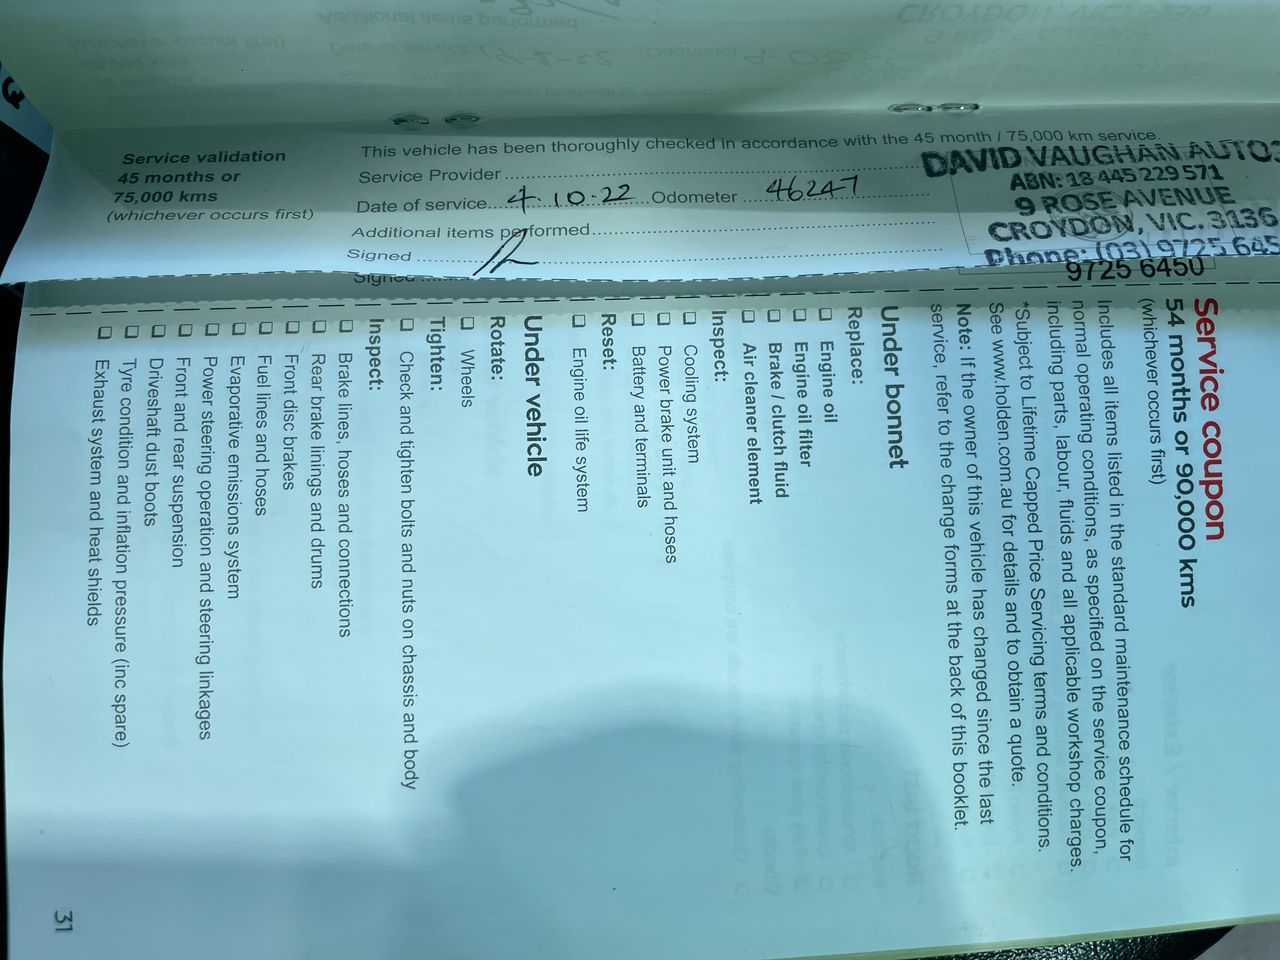 Service validation
45 months or
75,000 kms
(whichever occurs first)
This vehicle has been thoroughly checked in accordance with the 45 month / 75,000 km service.
Service Provider
Date of service 4.10.22 Odometer 46247
Additional items performed
Signed
DAVID VAUGHAN AUTO
ABN: 18 445 229 571
9 ROSE AVENUE
CROYDON, VIC. 3136
Phone: (03) 9725 645
9725 6450
Signed
Service coupon
54 months or 90,000 kms
(whichever occurs first)
Includes all items listed in the standard maintenance schedule for
normal operating conditions, as specified on the service coupon,
including parts, labour, fluids and all applicable workshop charges.
*Subject to Lifetime Capped Price Servicing terms and conditions.
See www.holden.com.au for details and to obtain a quote.
Note: If the owner of this vehicle has changed since the last
service, refer to the change forms at the back of this booklet.
Under bonnet
Replace:
Engine oil
Engine oil filter
Brake / clutch fluid
Air cleaner element
Inspect:
Cooling system
Power brake unit and hoses
Battery and terminals
Reset:
Engine oil life system
Under vehicle
Rotate:
Wheels
Tighten:
Check and tighten bolts and nuts on chassis and body
Inspect:
Brake lines, hoses and connections
Rear brake linings and drums
Front disc brakes
Fuel lines and hoses
Evaporative emissions system
Power steering operation and steering linkages
Front and rear suspension
Driveshaft dust boots
Tyre condition and inflation pressure (inc spare)
Exhaust system and heat shields
31